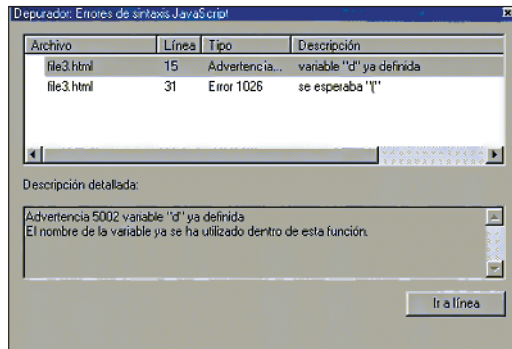 Depurador: Errores de sintaxis JavaScript
Archivo Línea Tipo Descripción
file3.html 15 Advertencia... variable "d" ya definida
file3.html 31 Error 1026 se esperaba "("
Descripción detallada:
Advertencia 5002 variable "d" ya definida
El nombre de la variable ya se ha utilizado dentro de esta función.
Ir a línea